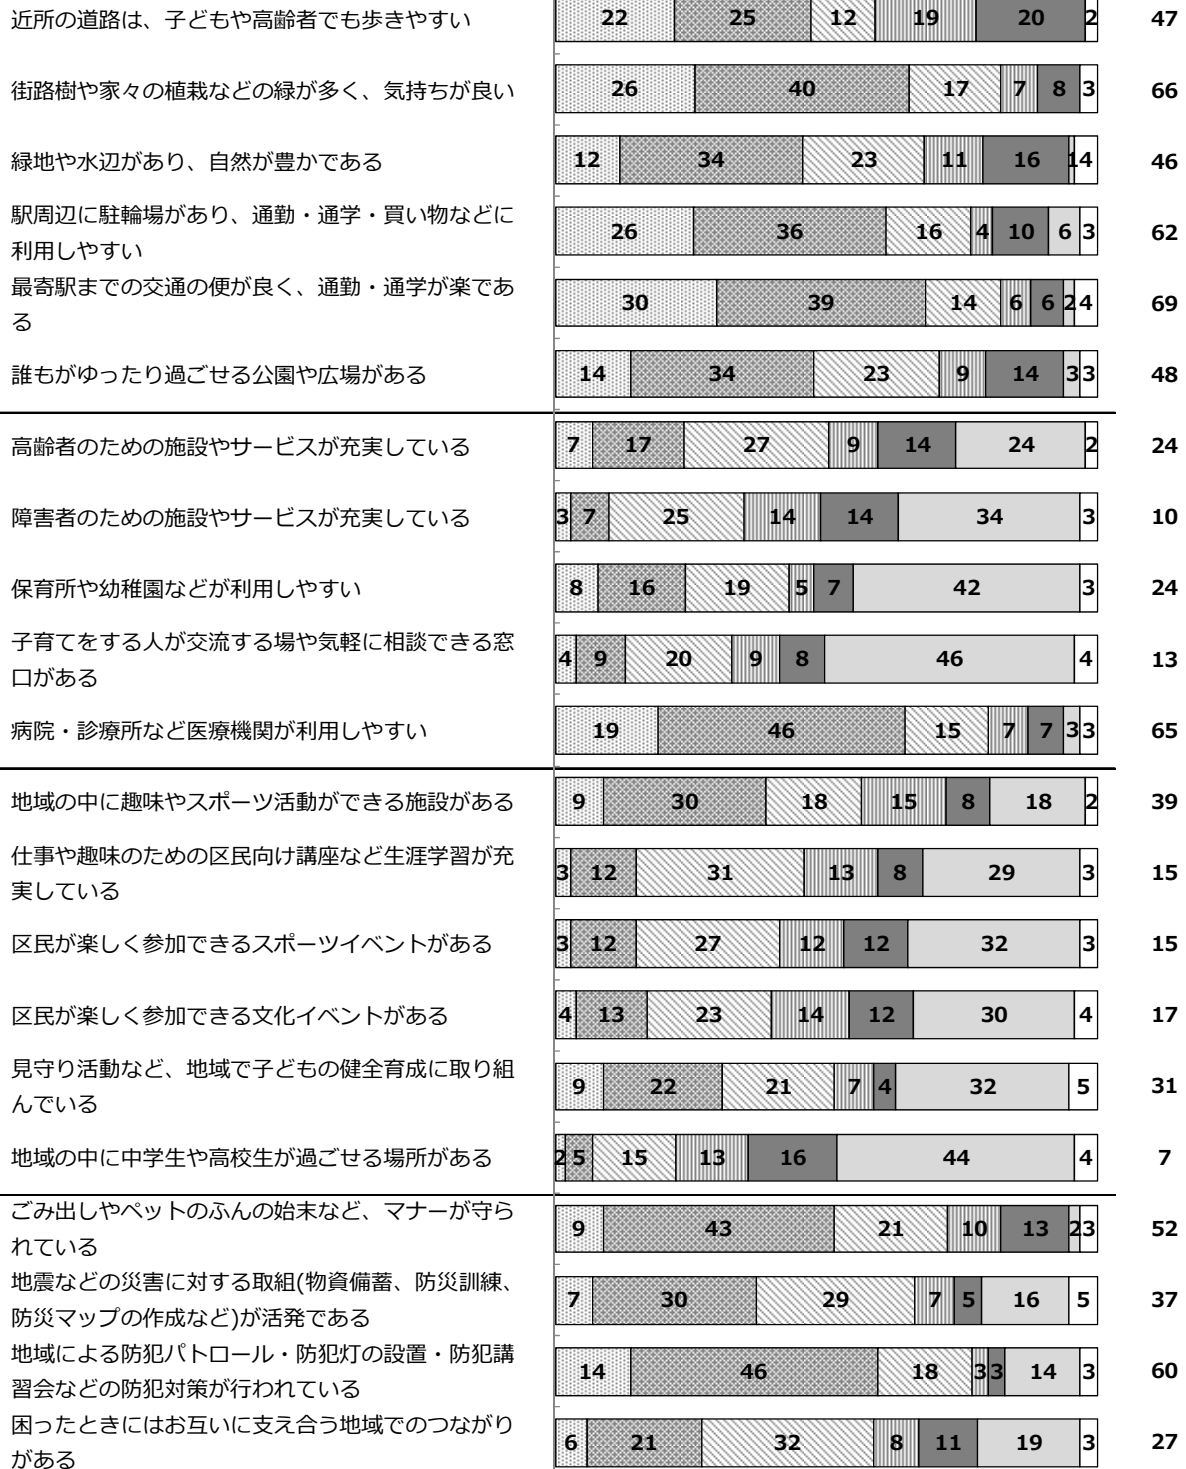 近所の道路は、子どもや高齢者でも歩きやすい 22 25 12 19 20 2 47
街路樹や家々の植栽などの緑が多く、気持ちが良い 26 40 17 7 8 3 66
緑地や水辺があり、自然が豊かである 12 34 23 11 16 1 4 46
駅周辺に駐輪場があり、通勤・通学・買い物などに
利用しやすい 26 36 16 4 10 6 3 62
最寄駅までの交通の便が良く、通勤・通学が楽であ
る 30 39 14 6 6 2 4 69
誰もがゆったり過ごせる公園や広場がある 14 34 23 9 14 3 3 48
高齢者のための施設やサービスが充実している 7 17 27 9 14 24 2 24
障害者のための施設やサービスが充実している 3 7 25 14 14 34 3 10
保育所や幼稚園などが利用しやすい 8 16 19 5 7 42 3 24
子育てをする人が交流する場や気軽に相談できる窓
口がある 4 9 20 9 8 46 4 13
病院・診療所など医療機関が利用しやすい 19 46 15 7 7 3 3 65
地域の中に趣味やスポーツ活動ができる施設がある 9 30 18 15 8 18 2 39
仕事や趣味のための区民向け講座など生涯学習が充
実している 3 12 31 13 8 29 3 15
区民が楽しく参加できるスポーツイベントがある 3 12 27 12 12 32 3 15
区民が楽しく参加できる文化イベントがある 4 13 23 14 12 30 4 17
見守り活動など、地域で子どもの健全育成に取り組
んでいる 9 22 21 7 4 32 5 31
地域の中に中学生や高校生が過ごせる場所がある 2 5 15 13 16 44 4 7
ごみ出しやペットのふんの始末など、マナーが守ら
れている 9 43 21 10 13 2 3 52
地震などの災害に対する取組(物資備蓄、防災訓練、
防災マップの作成など)が活発である 7 30 29 7 5 16 5 37
地域による防犯パトロール・防犯灯の設置・防犯講
習会などの防犯対策が行われている 14 46 18 3 3 14 3 60
困ったときにはお互いに支え合う地域でのつながり
がある 6 21 32 8 11 19 3 27